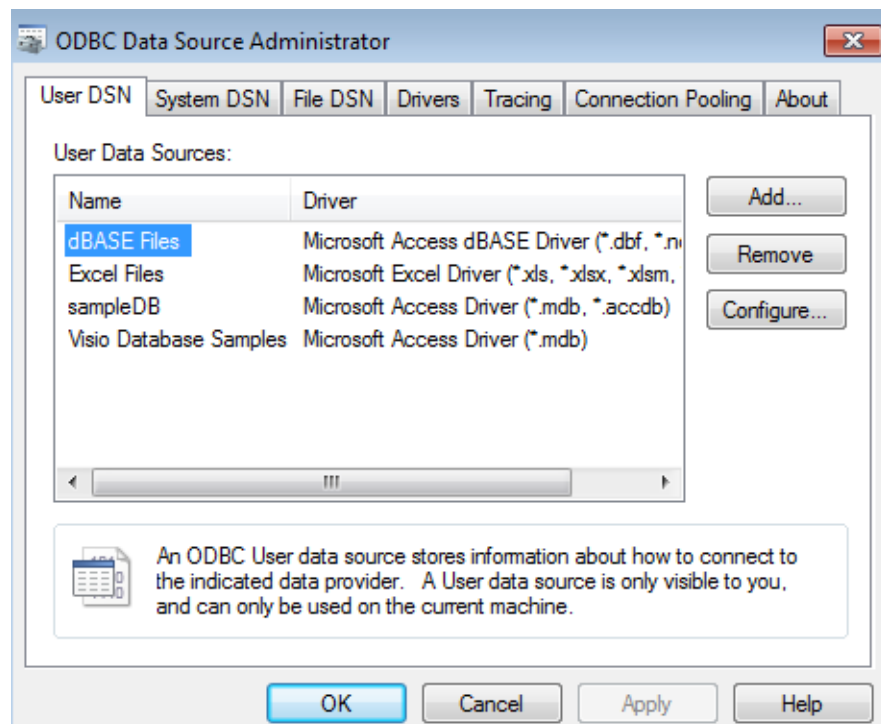 ODBC Data Source Administrator
User DSN System DSN File DSN Drivers Tracing Connection Pooling About
User Data Sources:
Name Driver
dBASE Files Microsoft Access dBASE Driver (*.dbf, *.n
Excel Files Microsoft Excel Driver (*.xls, *.xlsx, *.xlsm,
sampleDB Microsoft Access Driver (*.mdb, *.accdb)
Visio Database Samples Microsoft Access Driver (*.mdb)
Add...
Remove
Configure...
An ODBC User data source stores information about how to connect to
the indicated data provider. A User data source is only visible to you,
and can only be used on the current machine.
OK Cancel Apply Help